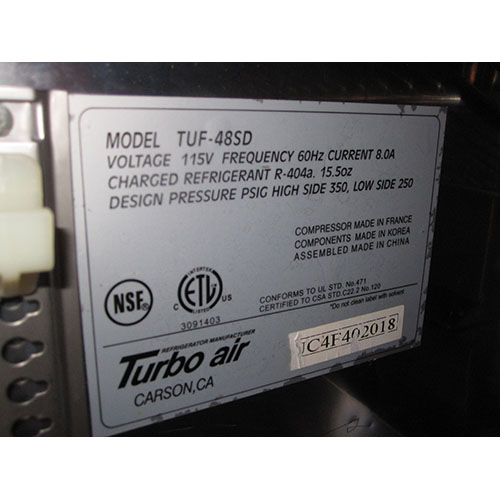 MODEL TUF-48SD
VOLTAGE 115V FREQUENCY 60Hz CURRENT 8.0A
CHARGED REFRIGERANT R-404a. 15.5oz
DESIGN PRESSURE PSIG HIGH SIDE 350, LOW SIDE 250
COMPRESSOR MADE IN FRANCE
COMPONENTS MADE IN KOREA
ASSEMBLED MADE IN CHINA
NSF
INTERTEK
C ETL US
LISTED
3091403
CONFORMS TO UL STD. No.471
CERTIFIED TO CSA STD.C22.2 No.120
*Do not clean label with solvent
REFRIGERATOR MANUFACTURER
Turbo air
CARSON,CA